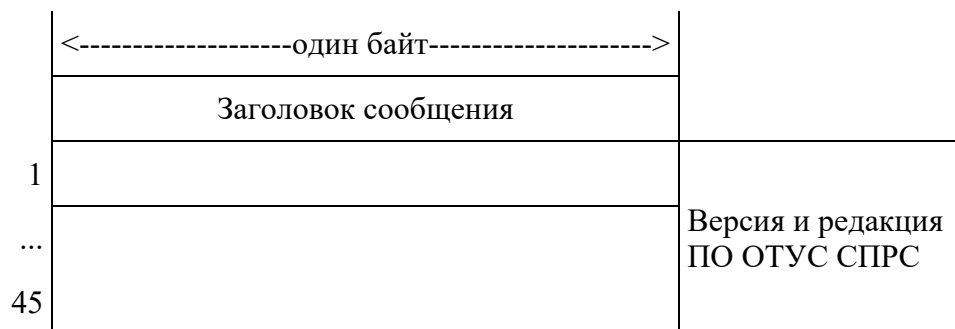 <--------------------один байт--------------------->
Заголовок сообщения
1
...
45
Версия и редакция
ПО ОТУС СПРС